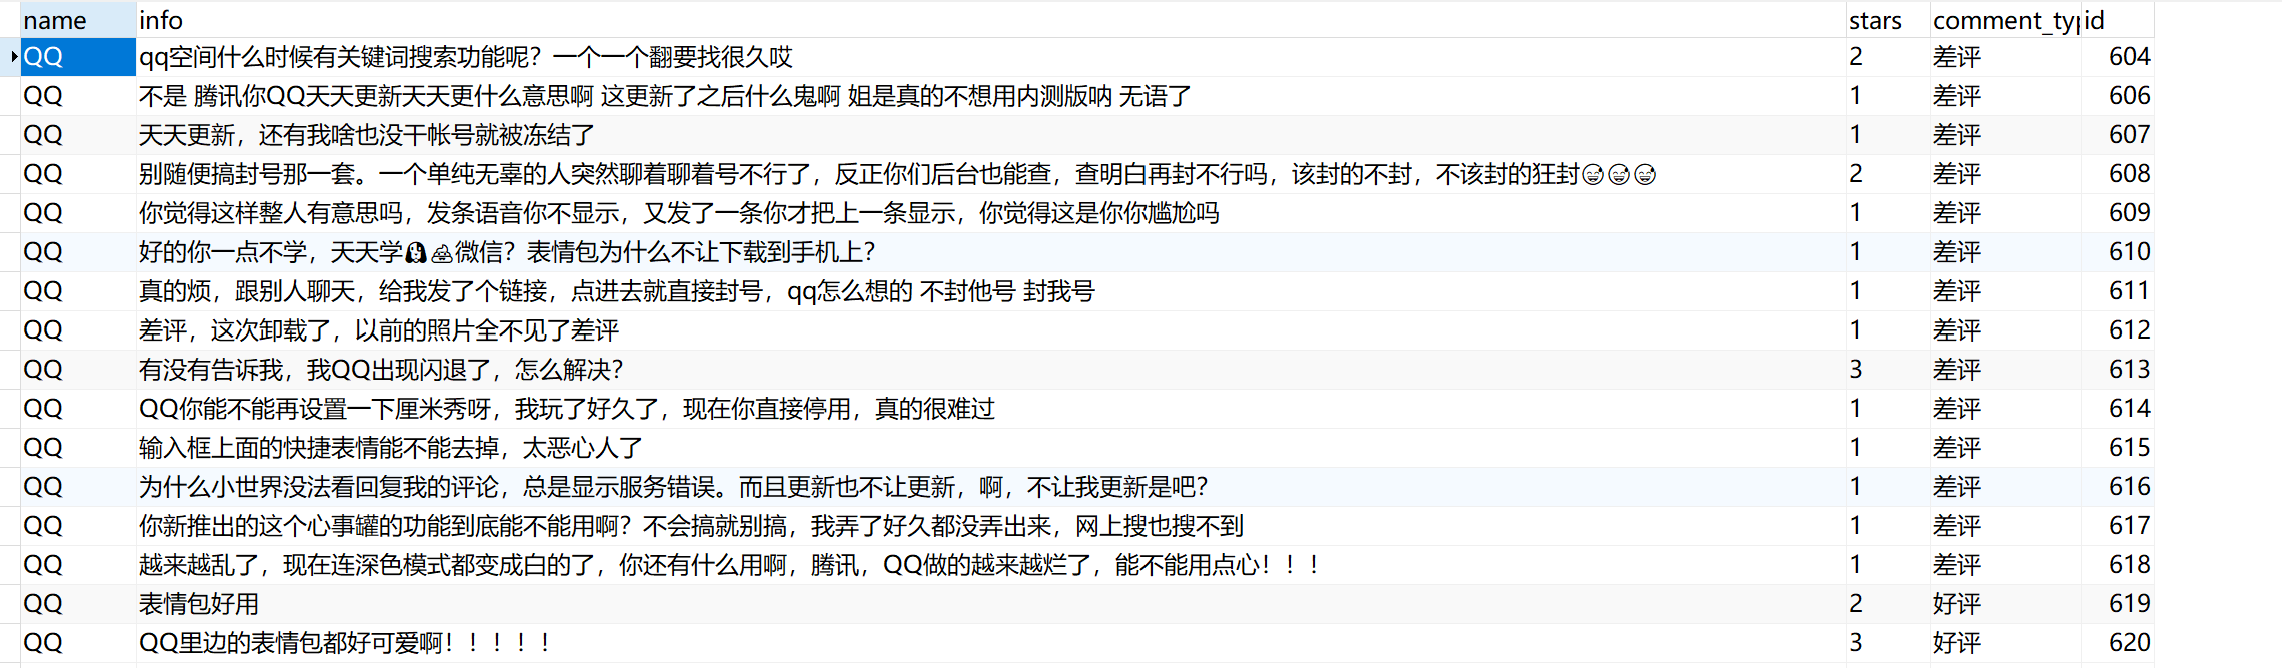 name info stars comment_typ id
QQ qq空间什么时候有关键词搜索功能呢？一个一个翻要找很久哎 2 差评 604
QQ 不是 腾讯你QQ天天更新天天更什么意思啊 这更新了之后什么鬼啊 姐是真的不想用内测版呐 无语了 1 差评 606
QQ 天天更新，还有我啥也没干帐号就被冻结了 1 差评 607
QQ 别随便搞封号那一套。一个单纯无辜的人突然聊着聊着号不行了，反正你们后台也能查，查明白再封不行吗，该封的不封，不该封的狂封😅😅😅 2 差评 608
QQ 你觉得这样整人有意思吗，发条语音你不显示，又发了一条你才把上一条显示，你觉得这是你你尴尬吗 1 差评 609
QQ 好的你一点不学，天天学👩💩微信？表情包为什么不让下载到手机上？ 1 差评 610
QQ 真的烦，跟别人聊天，给我发了个链接，点进去就直接封号，qq怎么想的 不封他号 封我号 1 差评 611
QQ 差评，这次卸载了，以前的照片全不见了差评 1 差评 612
QQ 有没有告诉我，我QQ出现闪退了，怎么解决？ 3 差评 613
QQ QQ你能不能再设置一下厘米秀呀，我玩了好久了，现在你直接停用，真的很难过 1 差评 614
QQ 输入框上面的快捷表情能不能去掉，太恶心人了 1 差评 615
QQ 为什么小世界没法看回复我的评论，总是显示服务错误。而且更新也不让更新，啊，不让我更新是吧？ 1 差评 616
QQ 你新推出的这个心事罐的功能到底能不能用啊？不会搞就别搞，我弄了好久都没弄出来，网上搜也搜不到 1 差评 617
QQ 越来越乱了，现在连深色模式都变成白的了，你还有什么用啊，腾讯，QQ做的越来越烂了，能不能用点心！！！ 1 差评 618
QQ 表情包好用 2 好评 619
QQ QQ里边的表情包都好可爱啊！！！！！ 3 好评 620